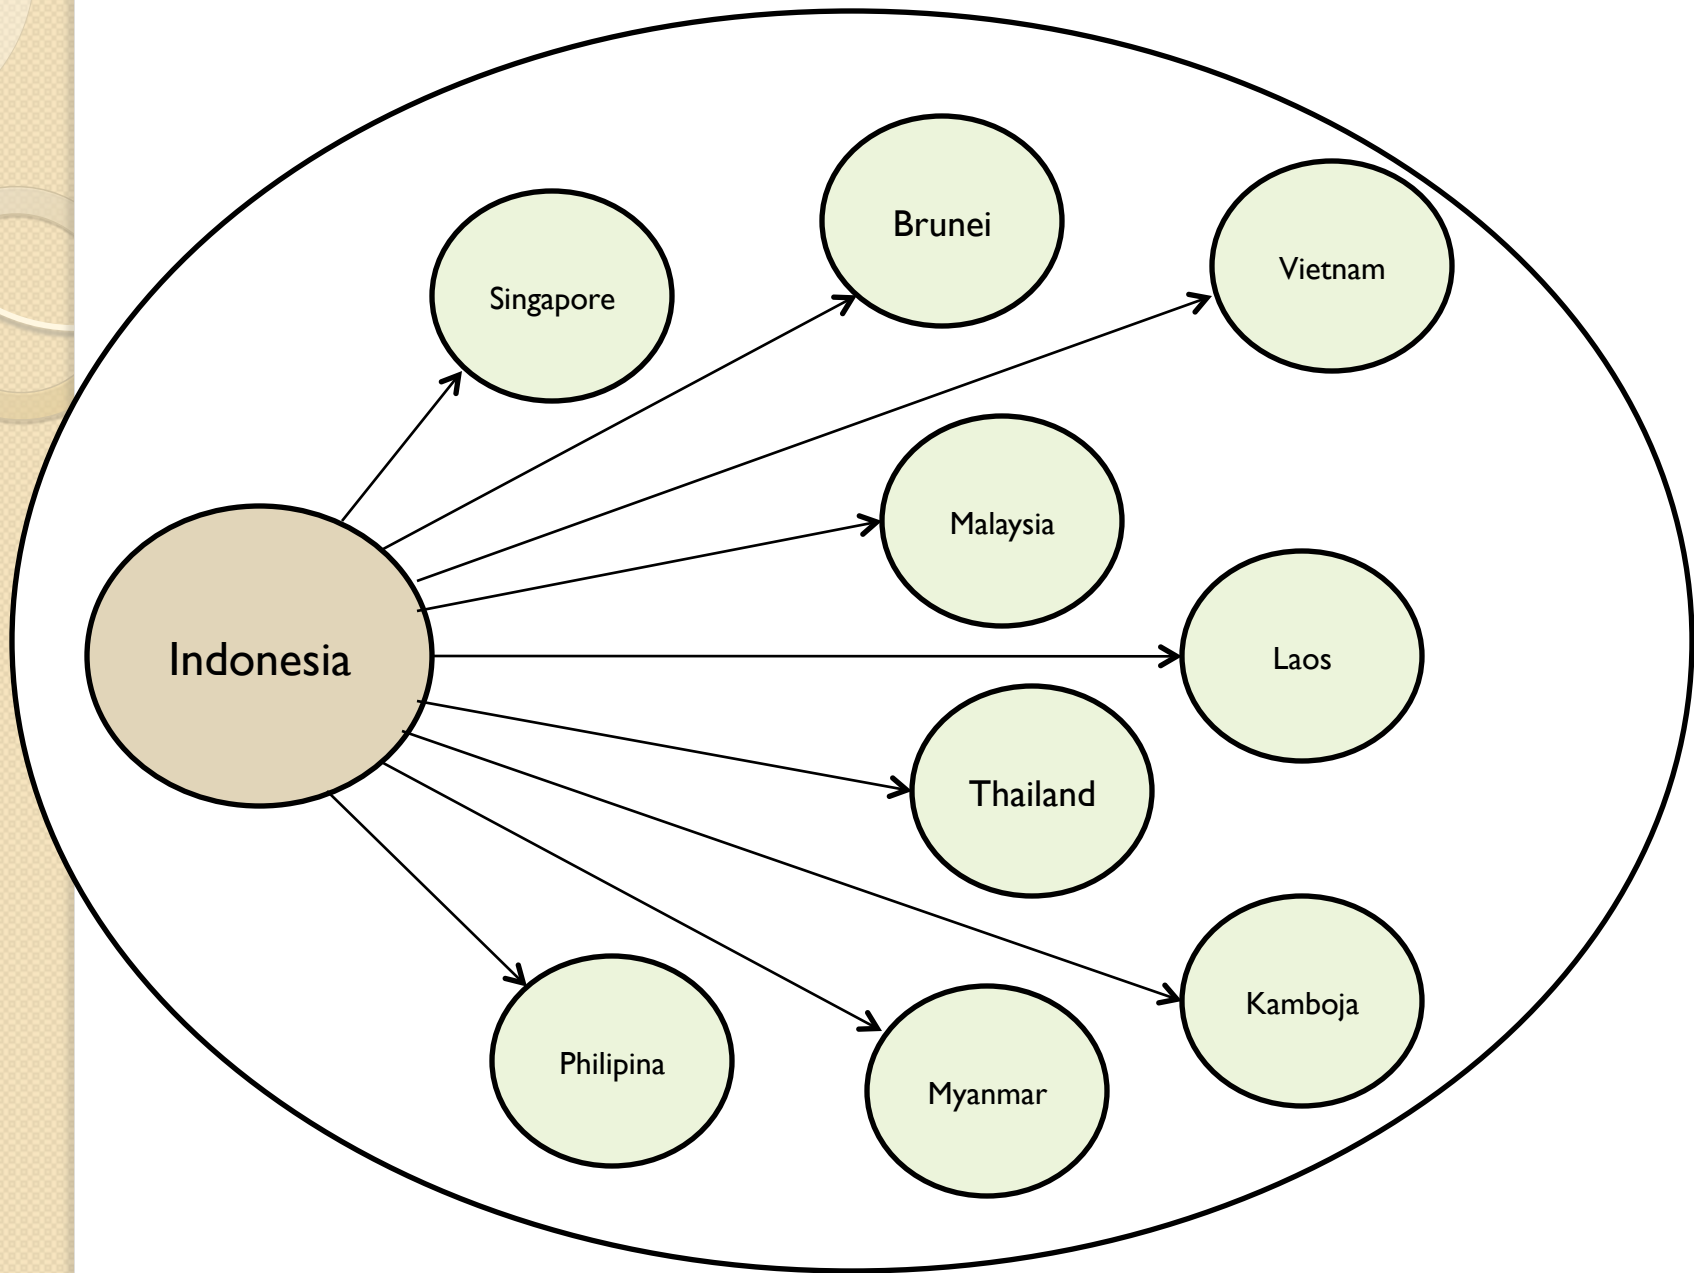 Brunei
Vietnam
Singapore
Malaysia
Indonesia
Laos
Thailand
Kamboja
Philipina
Myanmar